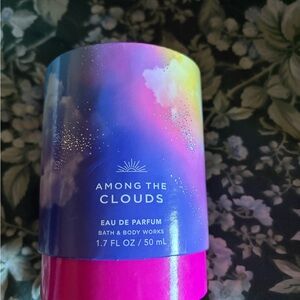 AMONG THE
CLOUDS
EAU DE PARFUM
BATH & BODY WORKS
1.7 FL OZ / 50 mL